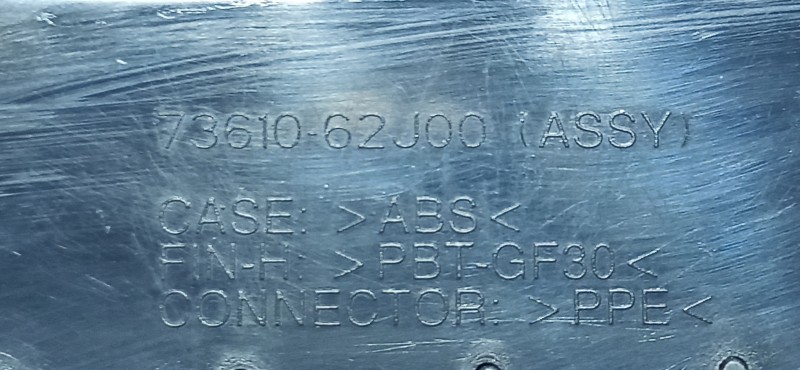 73610-62J00 (ASSY)
CASE: >ABS<
FIN-H: >PBT-GF30<
CONNECTOR: >PPE<